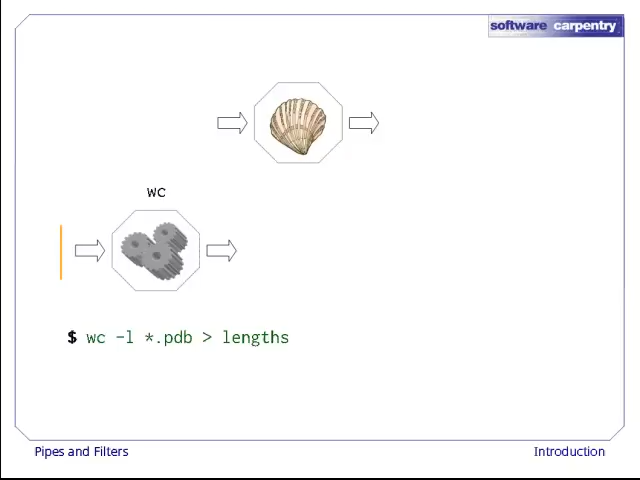 software carpentry
wc
$ wc -l *.pdb > lengths
Pipes and Filters
Introduction